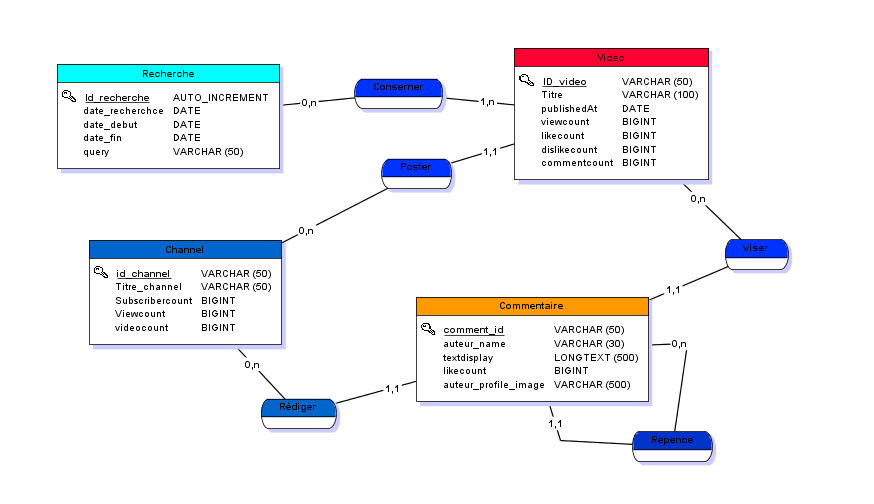 Recherche
Id_recherche AUTO_INCREMENT
date_recherchce DATE
date_debut DATE
date_fin DATE
query VARCHAR (50)
0,n
Conserner
1,n
Video
ID_video VARCHAR (50)
Titre VARCHAR (100)
publishedAt DATE
viewcount BIGINT
likecount BIGINT
dislikecount BIGINT
commentcount BIGINT
1,1
Poster
0,n
0,n
viser
1,1
Channel
id_channel VARCHAR (50)
Titre_channel VARCHAR (50)
Subscribercount BIGINT
Viewcount BIGINT
videocount BIGINT
0,n
Rédiger
1,1
Commentaire
comment_id VARCHAR (50)
auteur_name VARCHAR (30)
textdisplay LONGTEXT (500)
likecount BIGINT
auteur_profile_image VARCHAR (500)
0,n
1,1
Repence